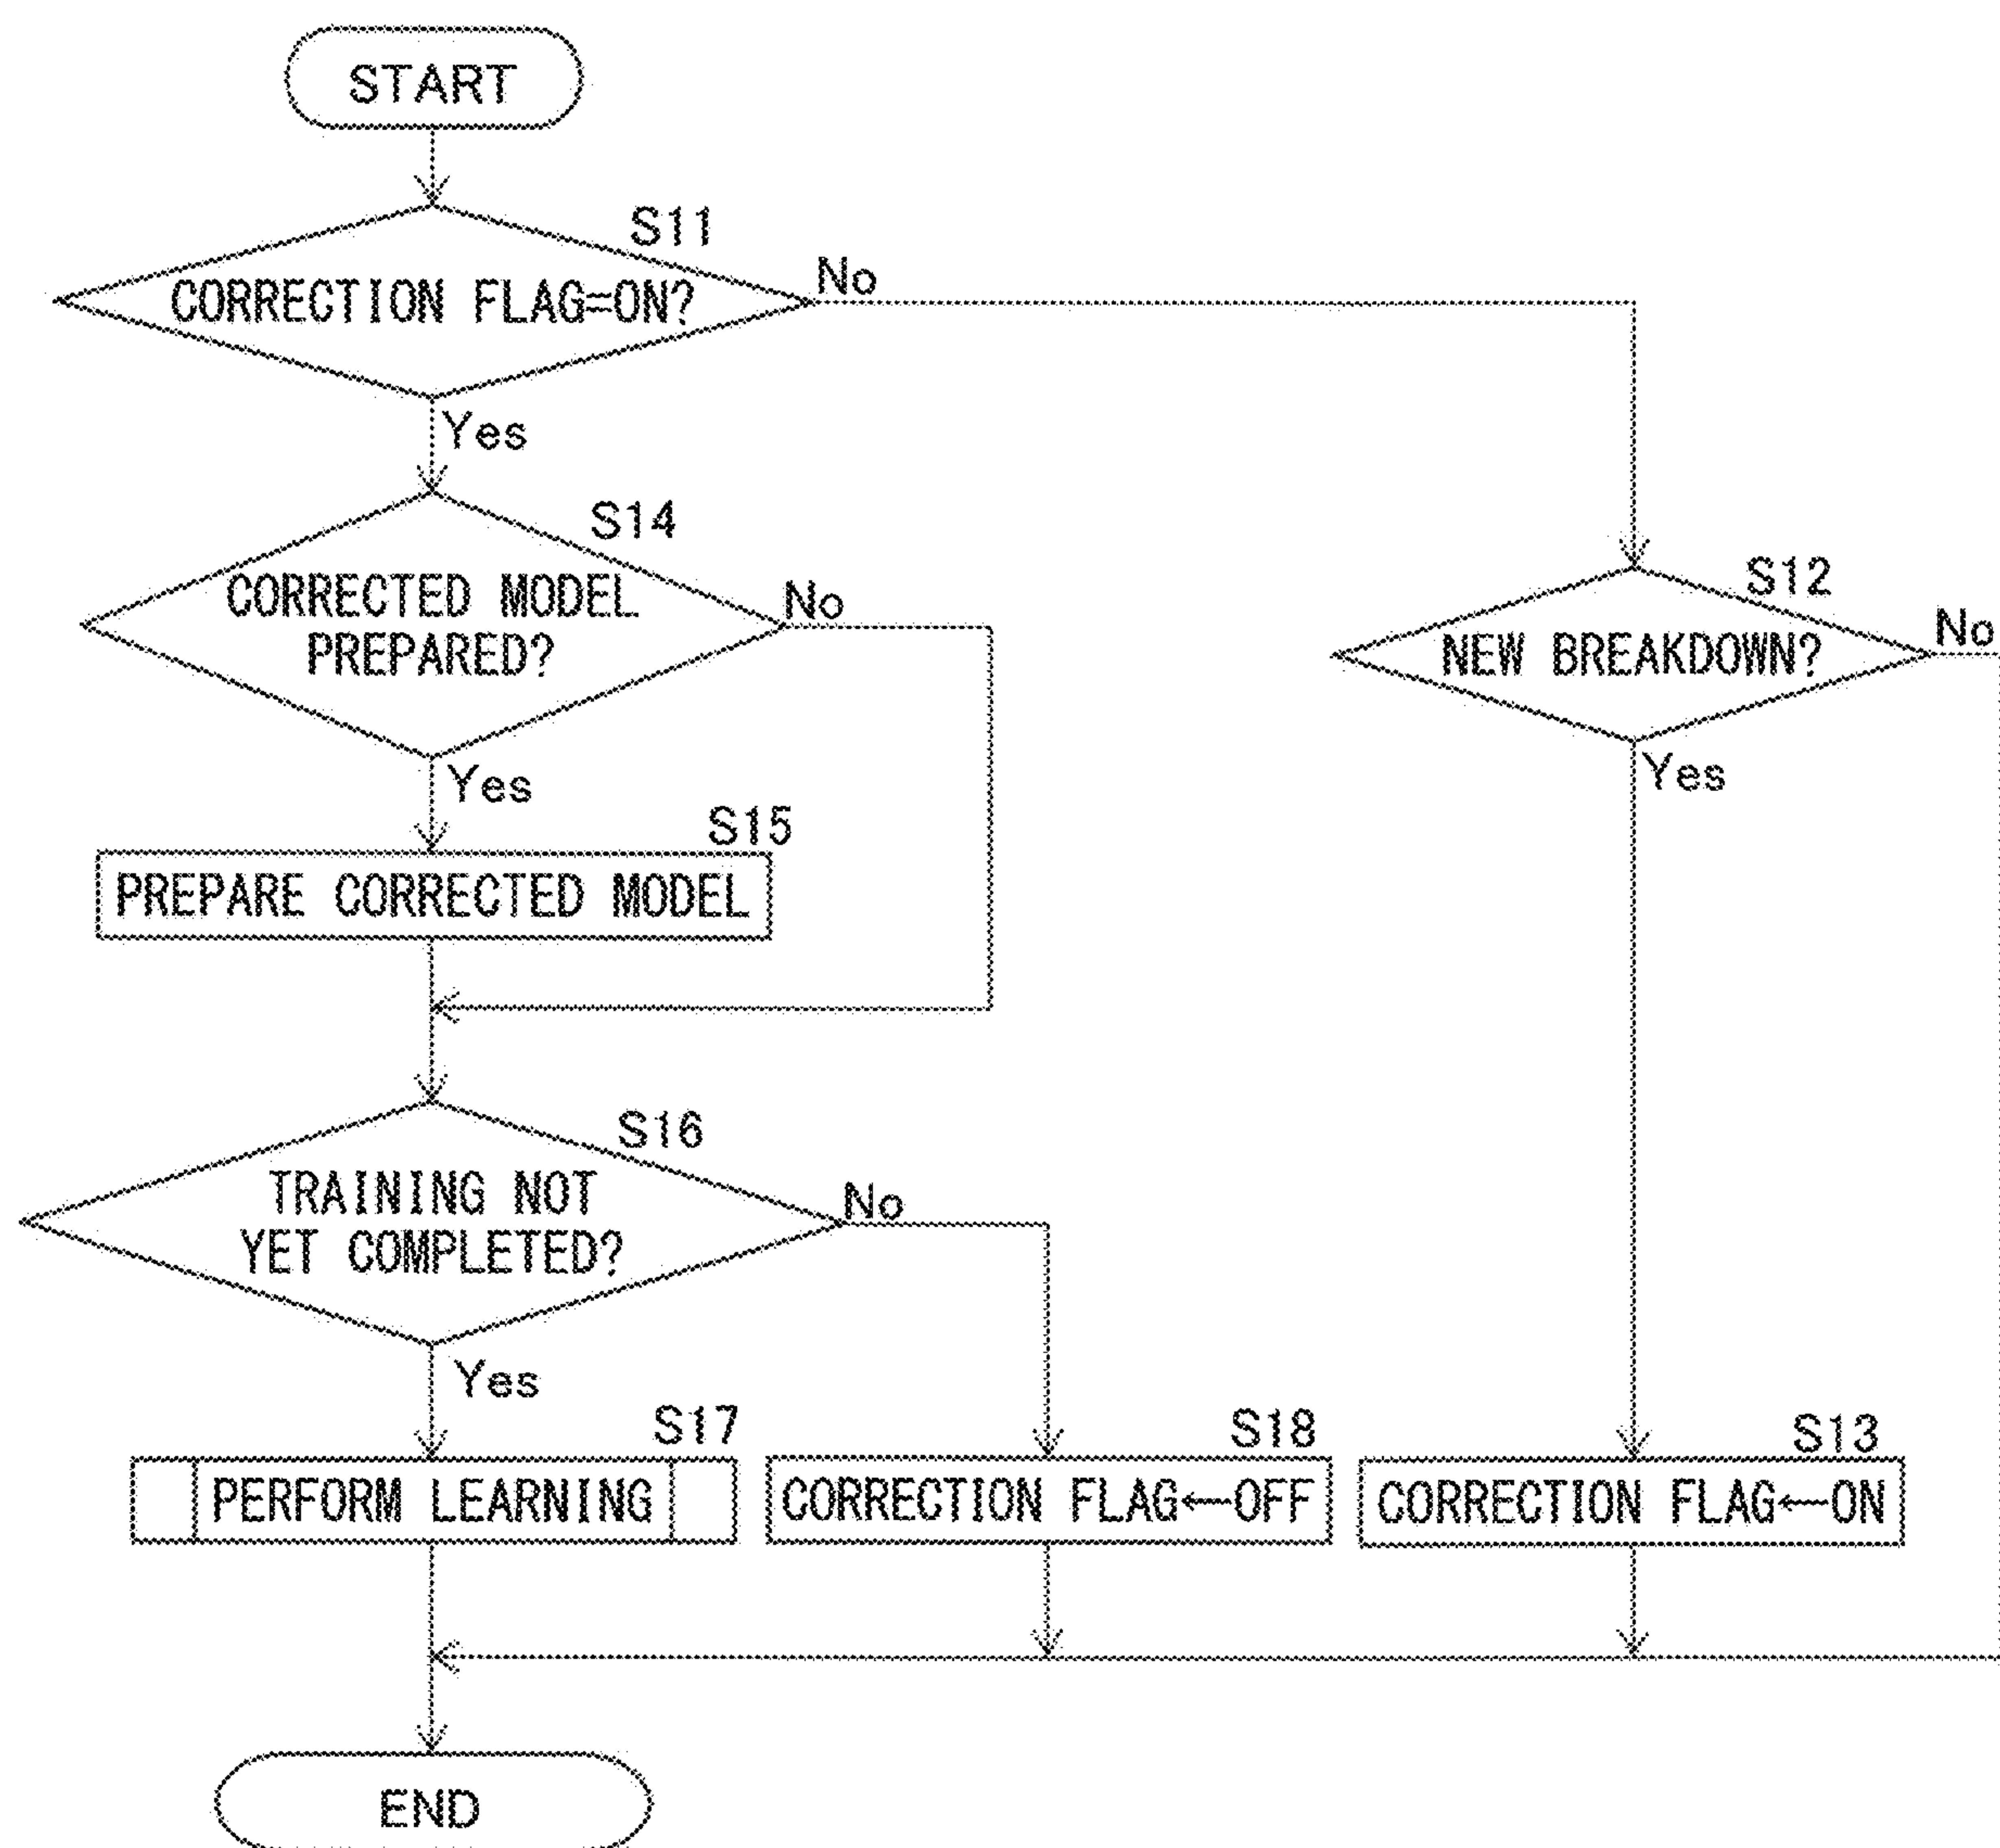 START
S11
CORRECTION FLAG=ON?
No
Yes
S14
CORRECTED MODEL
PREPARED?
No
Yes
S12
NEW BREAKDOWN?
No
Yes
S15
PREPARE CORRECTED MODEL
S16
TRAINING NOT
YET COMPLETED?
No
Yes
S17
PERFORM LEARNING
S18
CORRECTION FLAG←OFF
S13
CORRECTION FLAG←ON
END